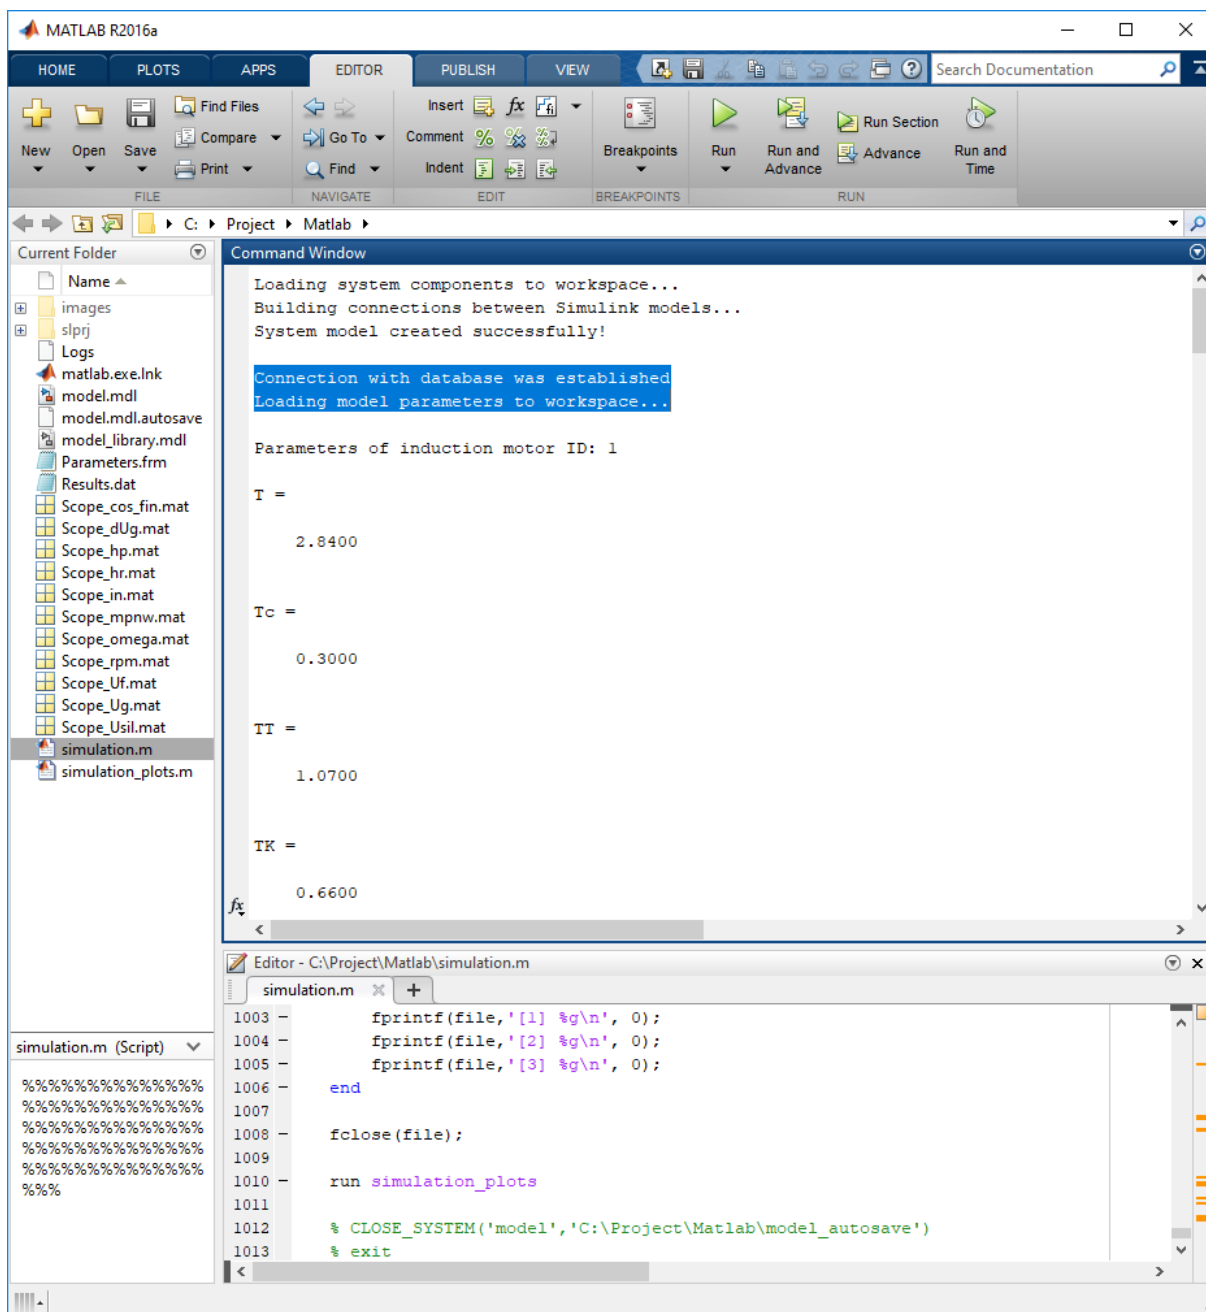 MATLAB R2016a
HOME PLOTS APPS EDITOR PUBLISH VIEW Search Documentation
New Open Save Find Files Compare Print
FILE
Go To Find
NAVIGATE
Insert fx fi
Comment % %
Indent
EDIT
Breakpoints
BREAKPOINTS
Run Run and Advance Run Section Advance Run and Time
RUN
C: Project Matlab
Current Folder
Name
images
slprj
Logs
matlab.exe.lnk
model.mdl
model.mdl.autosave
model_library.mdl
Parameters.frm
Results.dat
Scope_cos_fin.mat
Scope_dUg.mat
Scope_hp.mat
Scope_hr.mat
Scope_in.mat
Scope_mpnw.mat
Scope_omega.mat
Scope_rpm.mat
Scope_Uf.mat
Scope_Ug.mat
Scope_Usil.mat
simulation.m
simulation_plots.m
simulation.m (Script)
%%%%%%%%%%%%%%
%%%%%%%%%%%%%%
%%%%%%%%%%%%%%
%%%%%%%%%%%%%%
%%%%%%%%%%%%%%
%%%
Command Window
Loading system components to workspace...
Building connections between Simulink models...
System model created successfully!
Connection with database was established
Loading model parameters to workspace...
Parameters of induction motor ID: 1
T =
2.8400
Tc =
0.3000
TT =
1.0700
TK =
0.6600
fx
Editor - C:\Project\Matlab\simulation.m
simulation.m
1003 - fprintf(file,'[1] %g\n', 0);
1004 - fprintf(file,'[2] %g\n', 0);
1005 - fprintf(file,'[3] %g\n', 0);
1006 - end
1007
1008 - fclose(file);
1009
1010 - run simulation_plots
1011
1012 % CLOSE_SYSTEM('model','C:\Project\Matlab\model_autosave')
1013 % exit